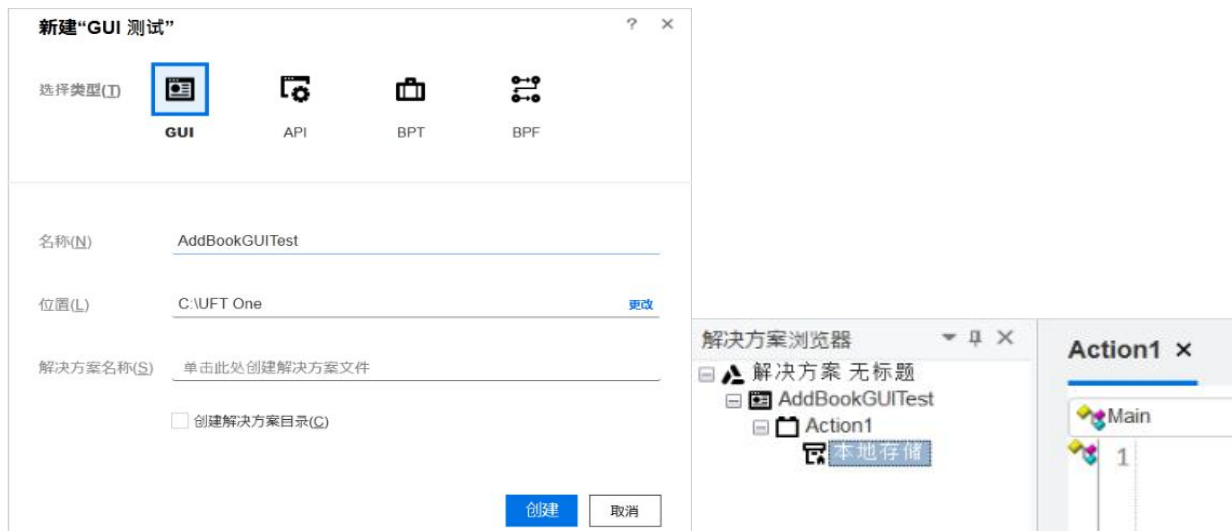 新建“GUI 测试” ? ×
选择类型(T)
GUI API BPT BPF
名称(N) AddBookGUITest
位置(L) C:\UFT One 更改
解决方案名称(S) 单击此处创建解决方案文件
创建解决方案目录(C)
创建 取消
解决方案浏览器
解决方案 无标题
AddBookGUITest
Action1
本地存储
Action1 ×
Main
1